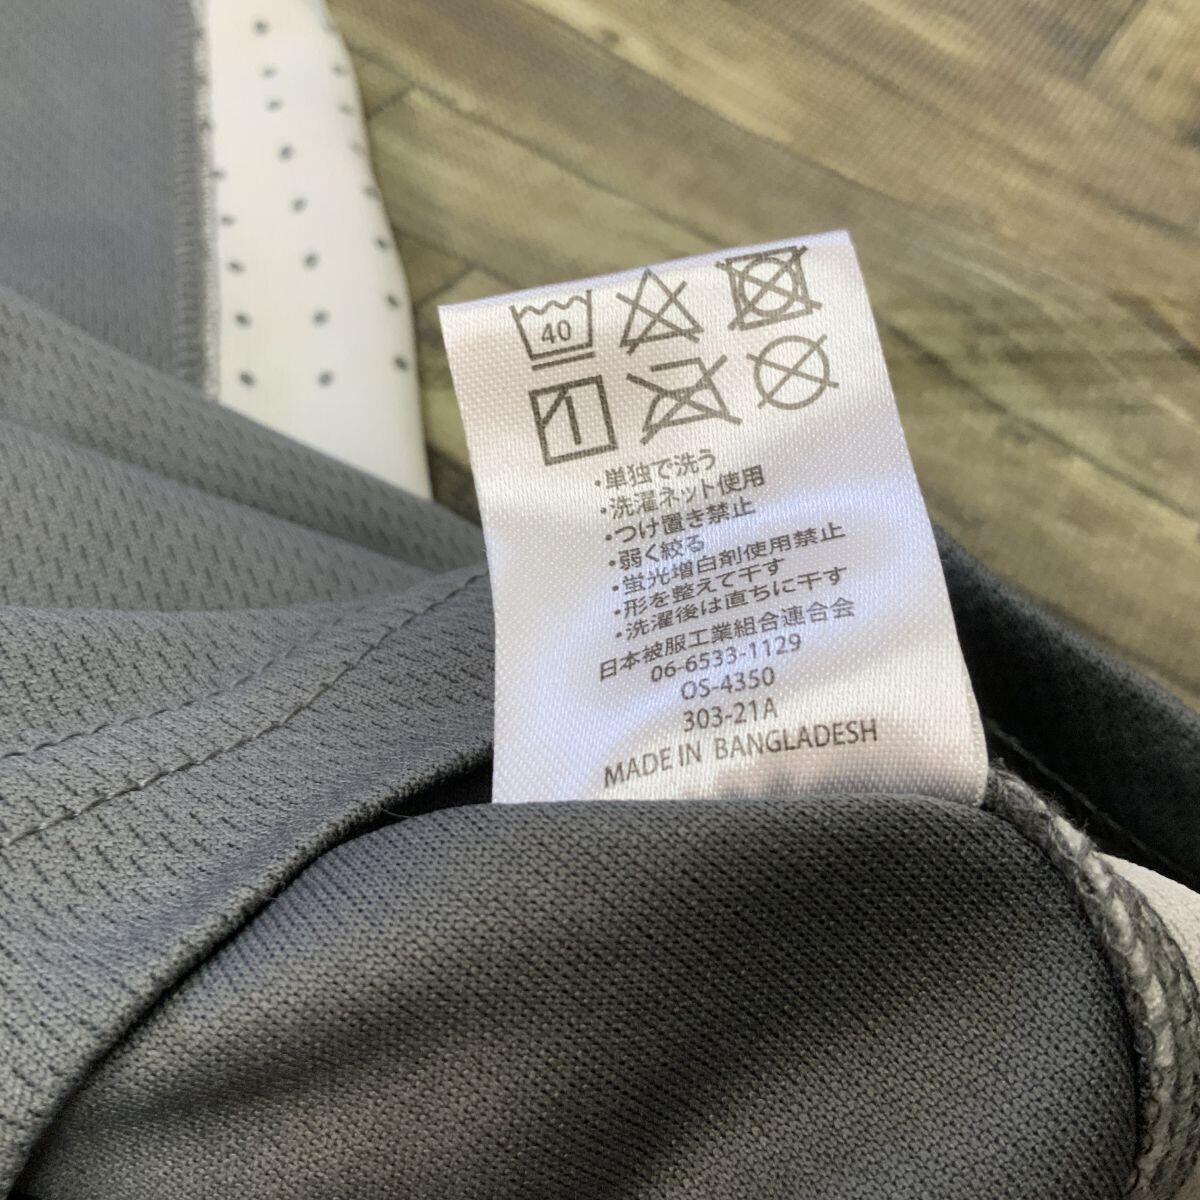 40
・単独で洗う
・洗濯ネット使用
・つけ置き禁止
・弱く絞る
・蛍光増白剤使用禁止
・形を整えて干す
・洗濯後は直ちに干す
日本被服工業組合連合会
06-6533-1129
OS-4350
303-21A
MADE IN BANGLADESH